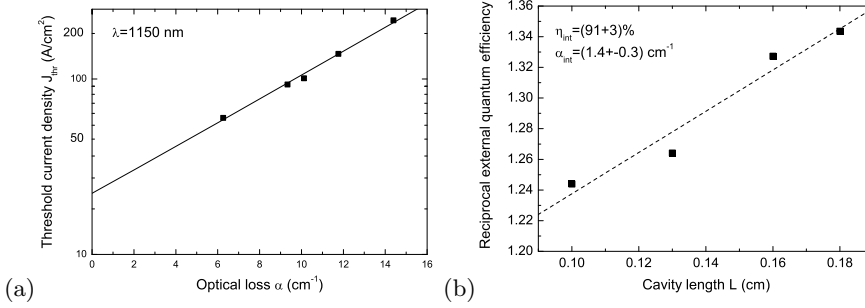 (a)
Threshold current density J_thr (A/cm²)
λ=1150 nm
200
100
50
10
0 2 4 6 8 10 12 14 16
Optical loss α (cm⁻¹)
(b)
Reciprocal external quantum efficiency
η_int=(91+3)%
α_int=(1.4+-0.3) cm⁻¹
1.36
1.34
1.32
1.30
1.28
1.26
1.24
1.22
1.20
0.10 0.12 0.14 0.16 0.18
Cavity length L (cm)